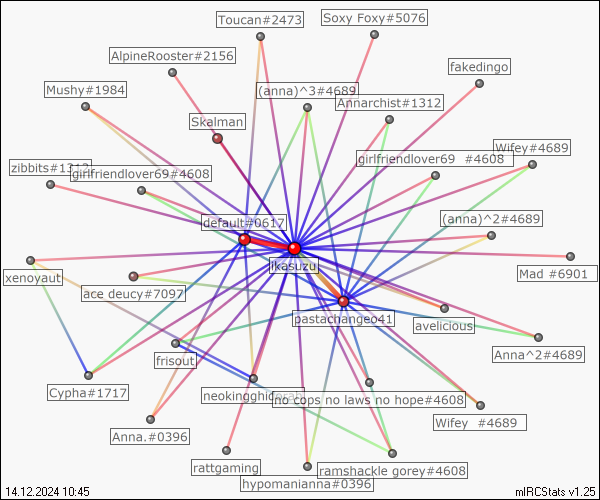 Toucan#2473
Soxy Foxy#5076
AlpineRooster#2156
fakedingo
Mushy#1984
(anna)^3#4689
Annarchist#1312
Skalman
Wifey#4689
zibbits#1312
girlfriendlover69#4608
girlfriendlover69 #4608
default#0617
(anna)^2#4689
ikasuzu
Mad #6901
xenoyaut
ace deucy#7097
pastachangeo41
avelicious
frisout
Anna^2#4689
Cypha#1717
no cops no laws no hope#4608
Wifey #4689
Anna.#0396
rattgaming
ramshackle gorey#4608
hypomanianna#0396
14.12.2024 10:45
mIRCStats v1.25